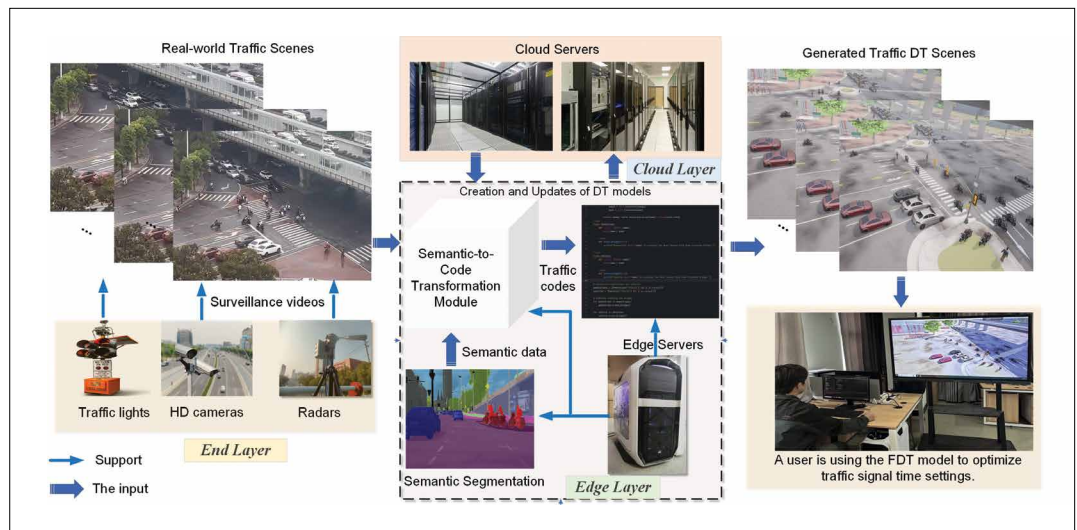 Real-world Traffic Scenes
Cloud Servers
Generated Traffic DT Scenes
Cloud Layer
Creation and Updates of DT models
Semantic-to-
Code
Transformation
Module
Traffic
codes
Surveillance videos
Semantic data
Edge Servers
Traffic lights
HD cameras
Radars
End Layer
Support
The input
Semantic Segmentation
Edge Layer
A user is using the FDT model to optimize
traffic signal time settings.
...
...